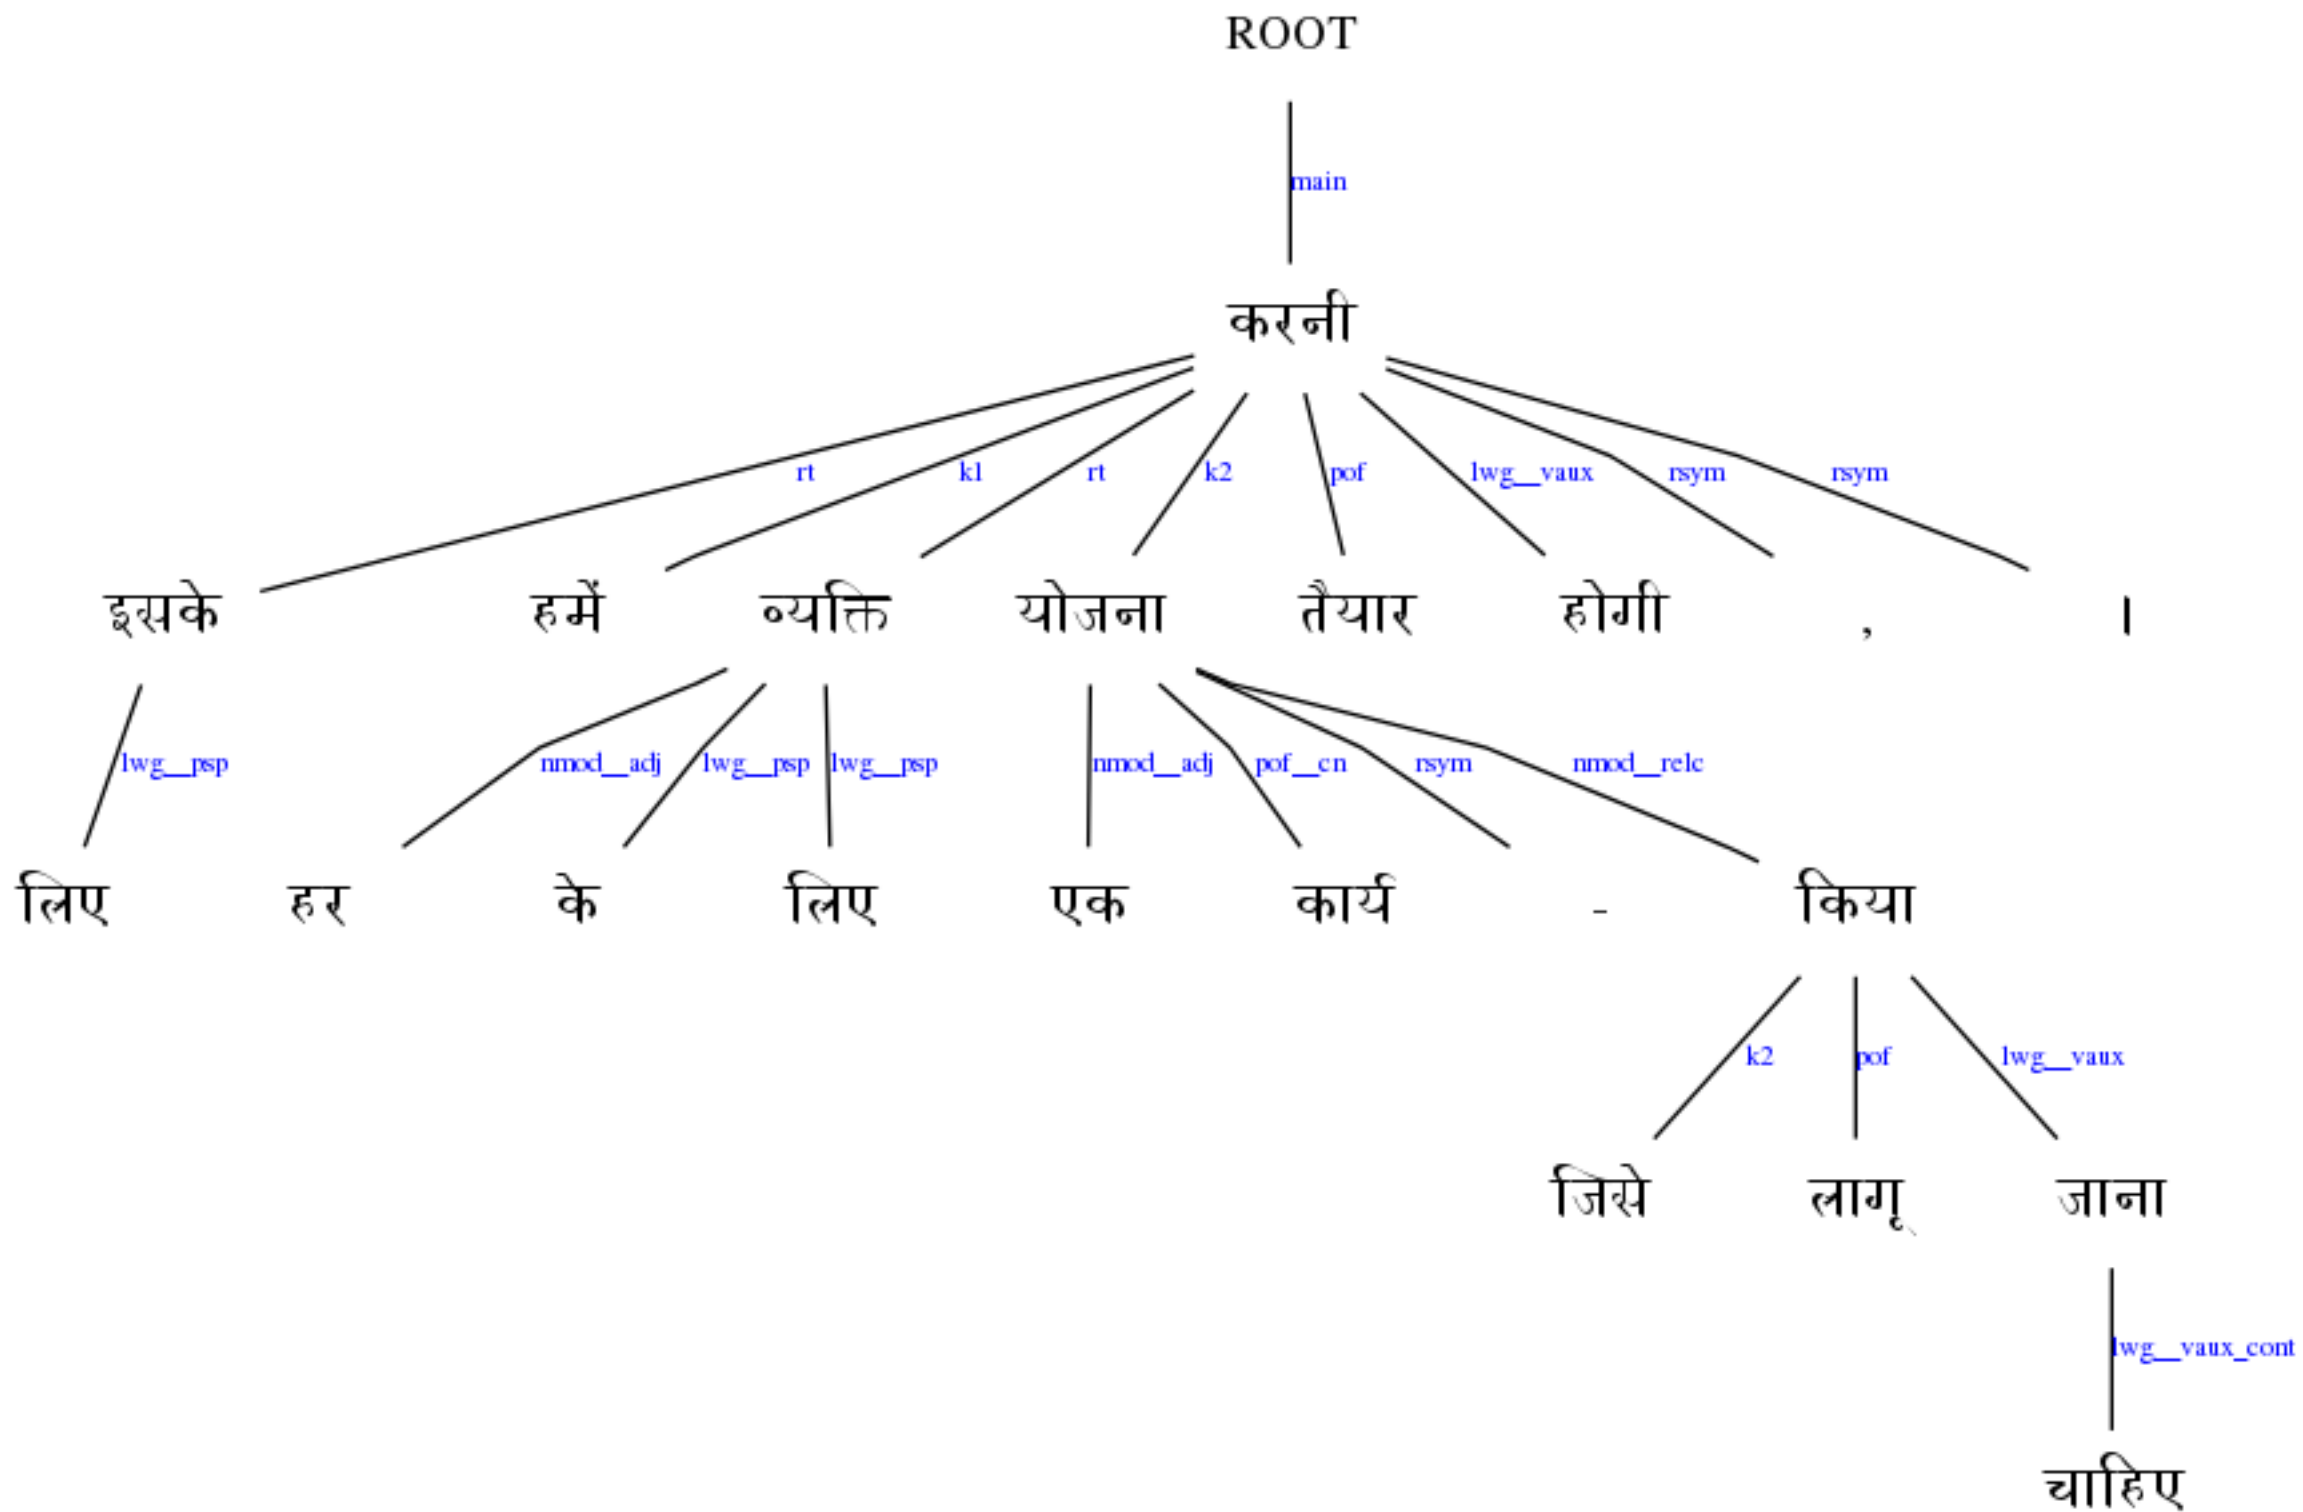 ROOT
main
करनी
rt k1 rt k2 pof lwg__vaux rsym rsym
इसके हमें व्यक्ति योजना तैयार होगी , ।
lwg__psp nmod__adj lwg__psp lwg__psp nmod__adj pof__cn rsym nmod__relc
लिए हर के लिए एक कार्य - किया
k2 pof lwg__vaux
जिसे लागू जाना
lwg__vaux_cont
चाहिए